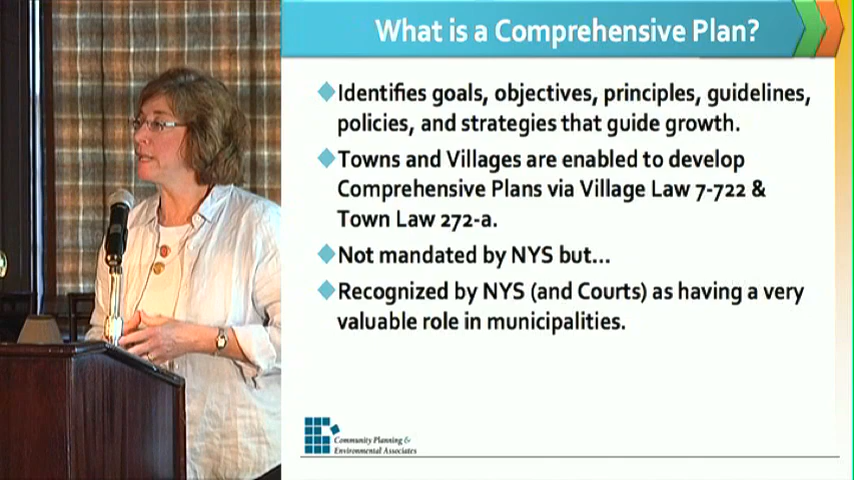 What is a Comprehensive Plan?
Identifies goals, objectives, principles, guidelines,
policies, and strategies that guide growth.
Towns and Villages are enabled to develop
Comprehensive Plans via Village Law 7-722 &
Town Law 272-a.
Not mandated by NYS but...
Recognized by NYS (and Courts) as having a very
valuable role in municipalities.
Community Planning &
Environmental Associates